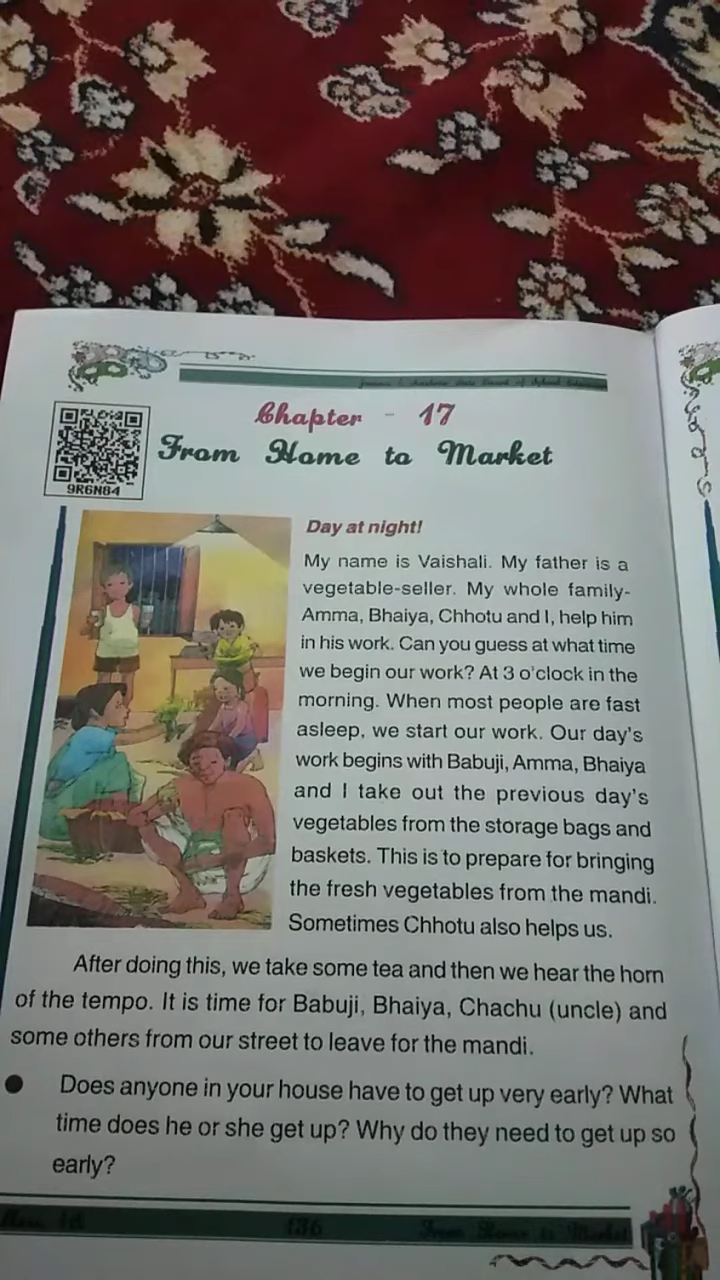 Chapter - 17
From Home to Market
9R6N64
Day at night!
My name is Vaishali. My father is a
vegetable-seller. My whole family-
Amma, Bhaiya, Chhotu and I, help him
in his work. Can you guess at what time
we begin our work? At 3 o'clock in the
morning. When most people are fast
asleep, we start our work. Our day's
work begins with Babuji, Amma, Bhaiya
and I take out the previous day's
vegetables from the storage bags and
baskets. This is to prepare for bringing
the fresh vegetables from the mandi.
Sometimes Chhotu also helps us.
After doing this, we take some tea and then we hear the horn
of the tempo. It is time for Babuji, Bhaiya, Chachu (uncle) and
some others from our street to leave for the mandi.
● Does anyone in your house have to get up very early? What
time does he or she get up? Why do they need to get up so
early?
136 From Home to Market